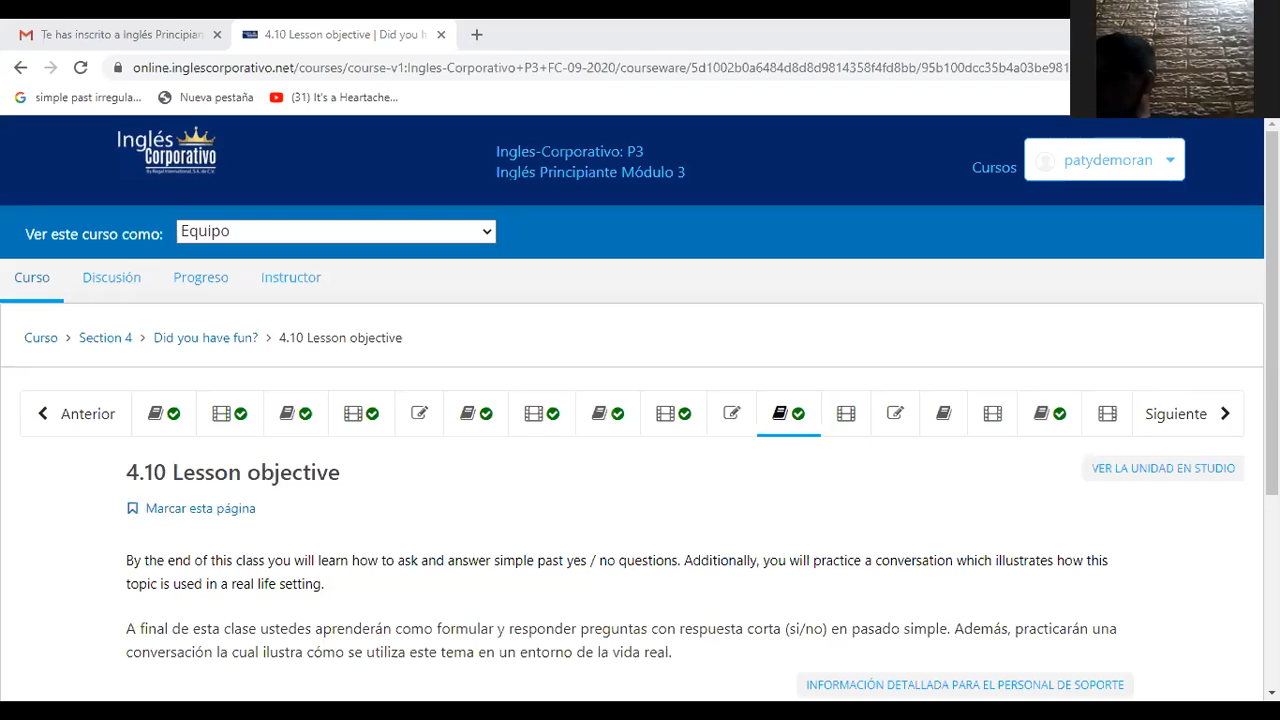 Te has inscrito a Inglés Principian
4.10 Lesson objective | Did you h
online.inglescorporativo.net/courses/course-v1:Ingles-Corporativo+P3+FC-09-2020/courseware/5d1002b0a6484d8d8d9814358f4fd8bb/95b100dcc35b4a03be981
simple past irregula...
Nueva pestaña
(31) It's a Heartache...
Inglés
Corporativo
By Regal International, S.A. de C.V.
Ingles-Corporativo: P3
Inglés Principiante Módulo 3
Cursos
patydemoran
Ver este curso como:
Equipo
Curso
Discusión
Progreso
Instructor
Curso > Section 4 > Did you have fun? > 4.10 Lesson objective
Anterior
Siguiente
4.10 Lesson objective
VER LA UNIDAD EN STUDIO
Marcar esta página
By the end of this class you will learn how to ask and answer simple past yes / no questions. Additionally, you will practice a conversation which illustrates how this
topic is used in a real life setting.
A final de esta clase ustedes aprenderán como formular y responder preguntas con respuesta corta (si/no) en pasado simple. Además, practicarán una
conversación la cual ilustra cómo se utiliza este tema en un entorno de la vida real.
INFORMACIÓN DETALLADA PARA EL PERSONAL DE SOPORTE